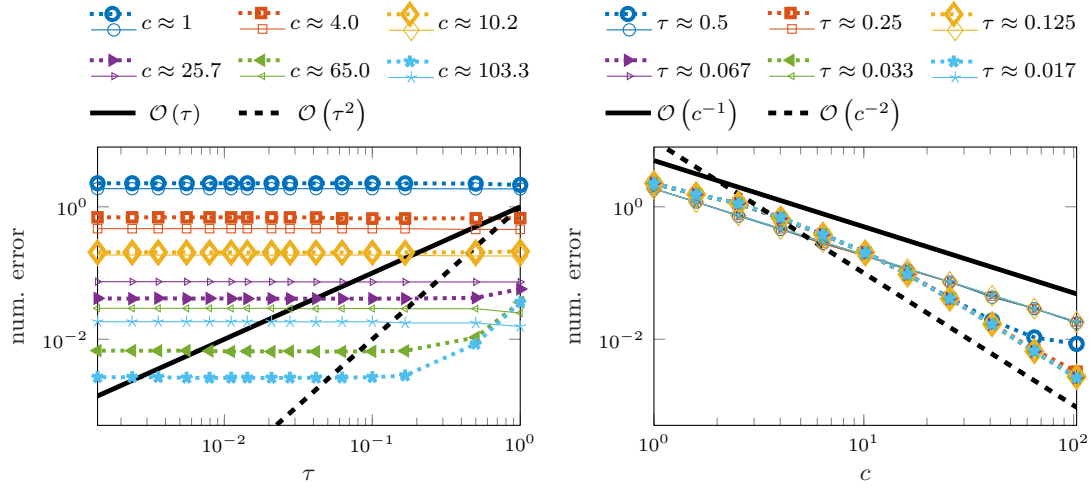 c ≈ 1 c ≈ 4.0 c ≈ 10.2
c ≈ 25.7 c ≈ 65.0 c ≈ 103.3
𝒪 (τ) 𝒪 (τ²)
10⁰
10⁻²
num. error
10⁻² 10⁻¹ 10⁰
τ
τ ≈ 0.5 τ ≈ 0.25 τ ≈ 0.125
τ ≈ 0.067 τ ≈ 0.033 τ ≈ 0.017
𝒪 (c⁻¹) 𝒪 (c⁻²)
10⁰
10⁻²
num. error
10⁰ 10¹ 10²
c